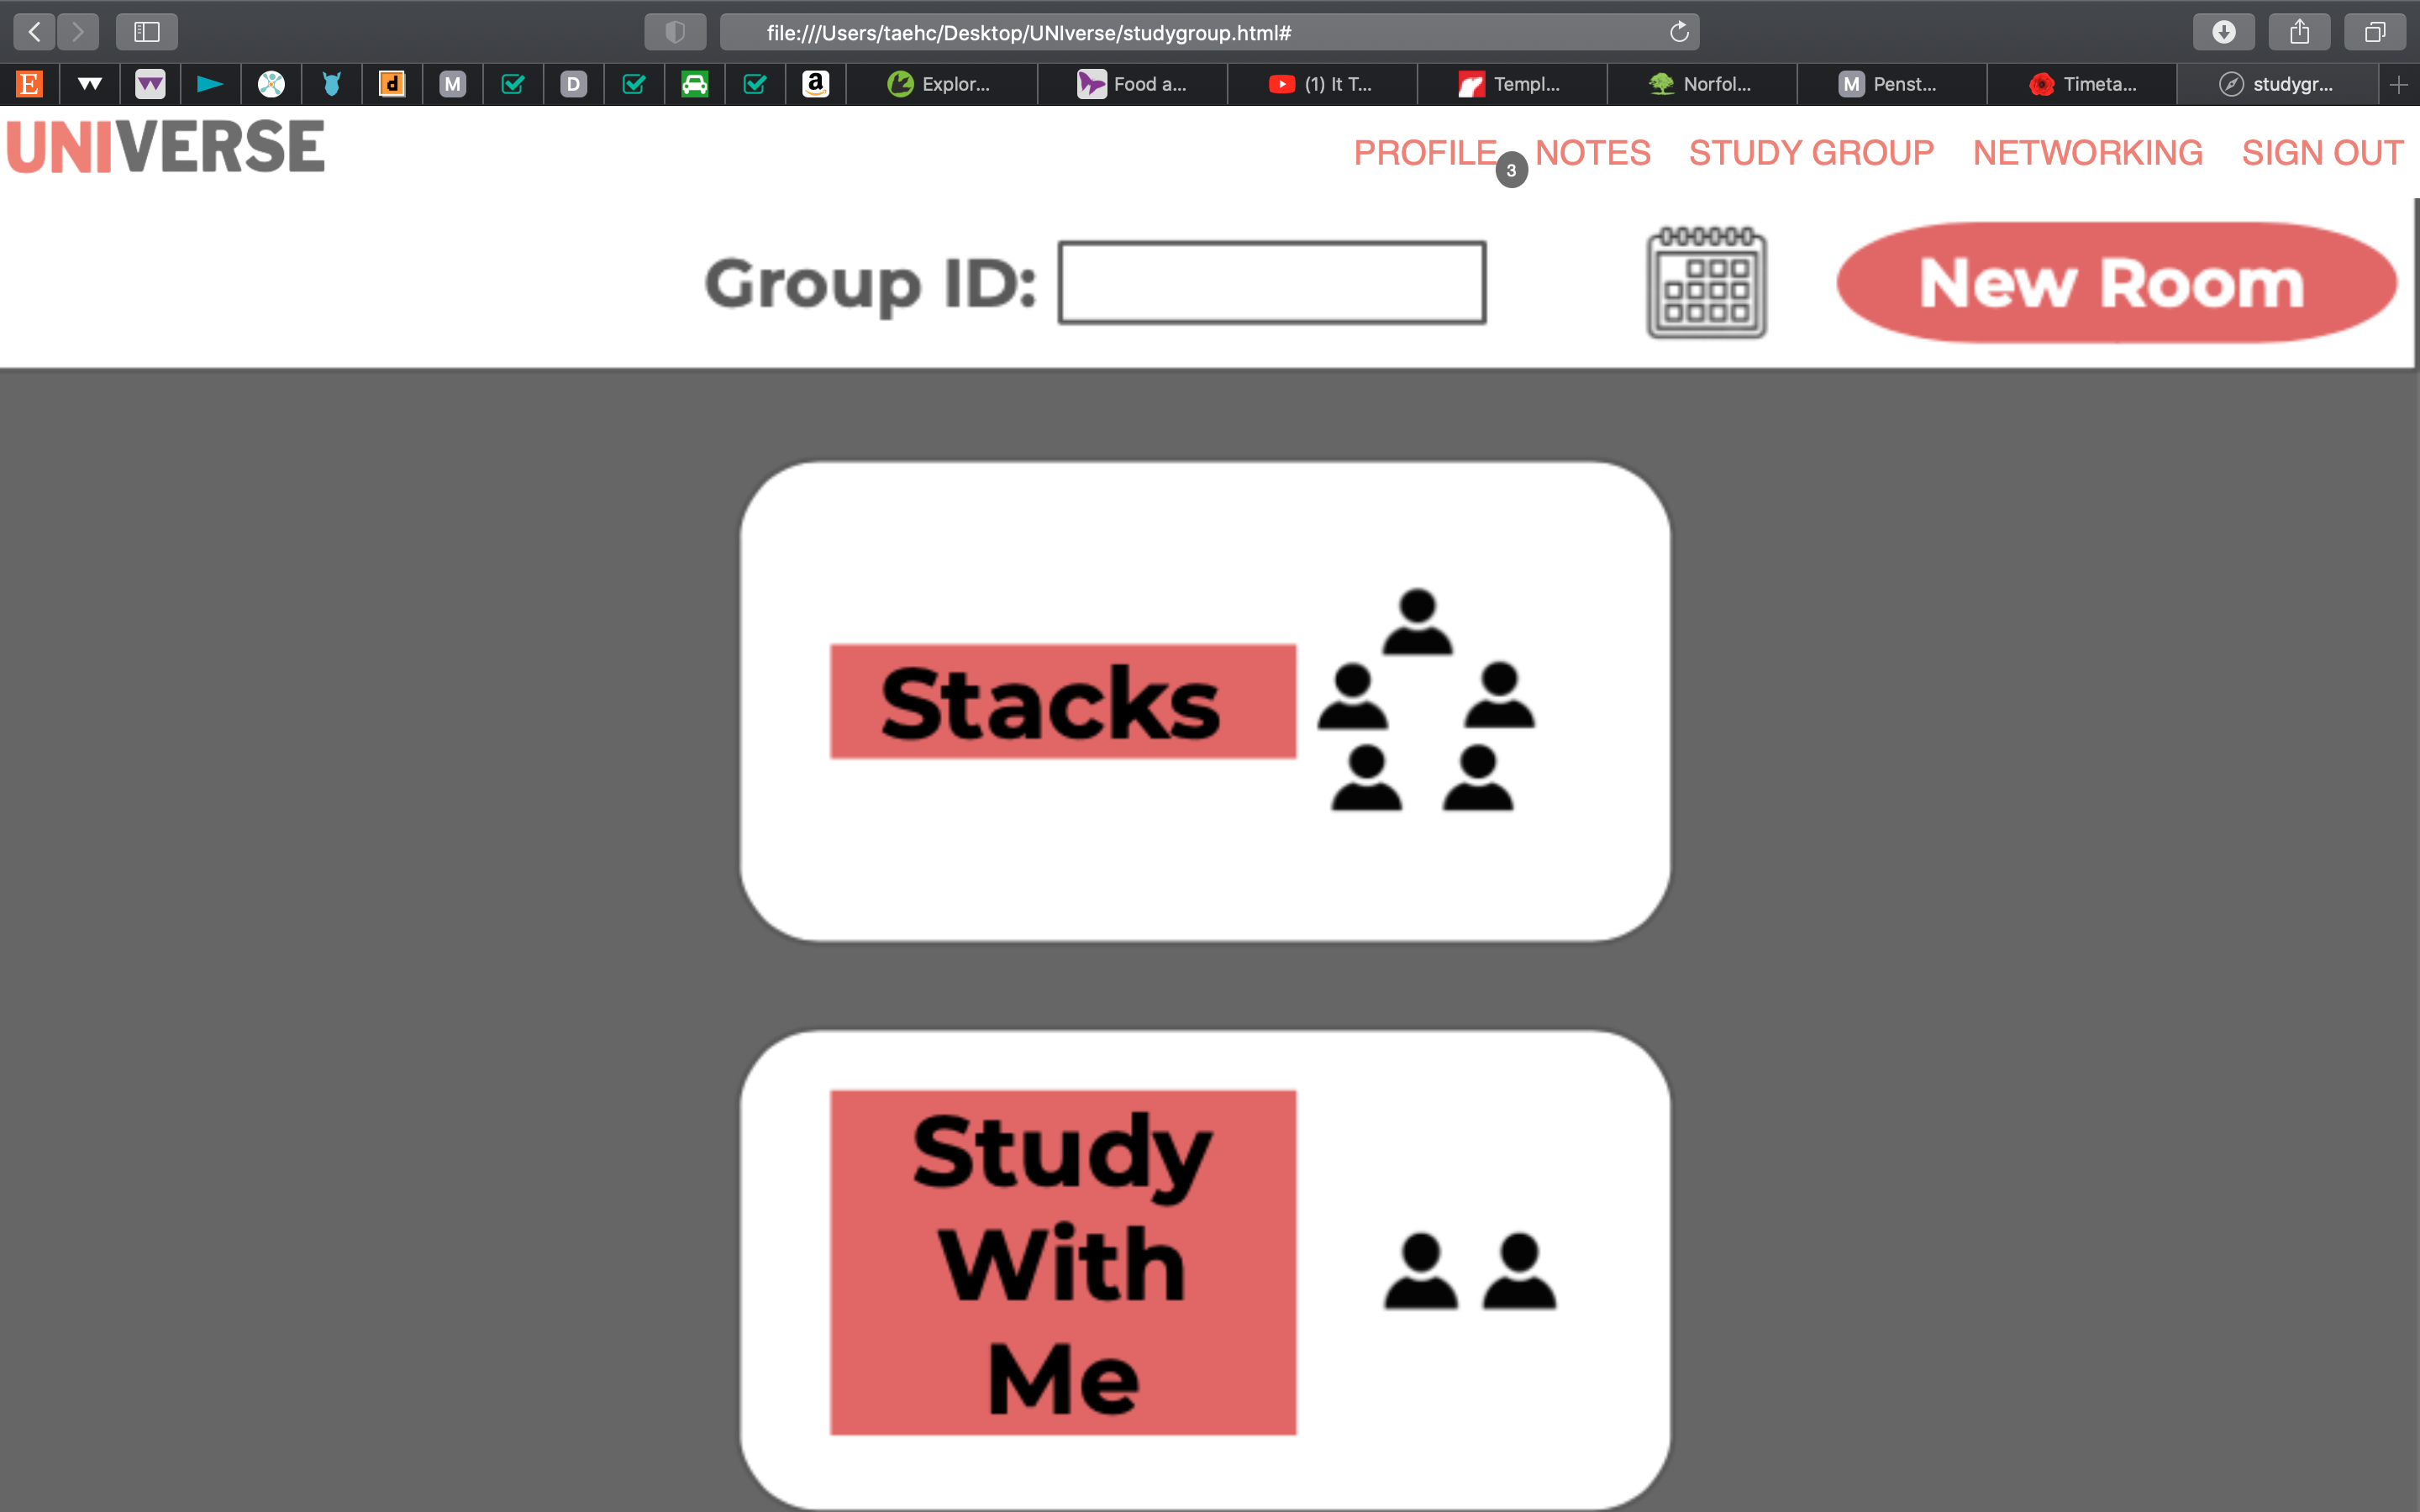 file:///Users/taehc/Desktop/UNIverse/studygroup.html#
E
M
D
d
a
Explor...
Food a...
(1) It T...
Templ...
Norfol...
M Penst...
Timeta...
studygr...
UNIVERSE
PROFILE 3 NOTES STUDY GROUP NETWORKING SIGN OUT
Group ID:
New Room
Stacks
Study
With
Me